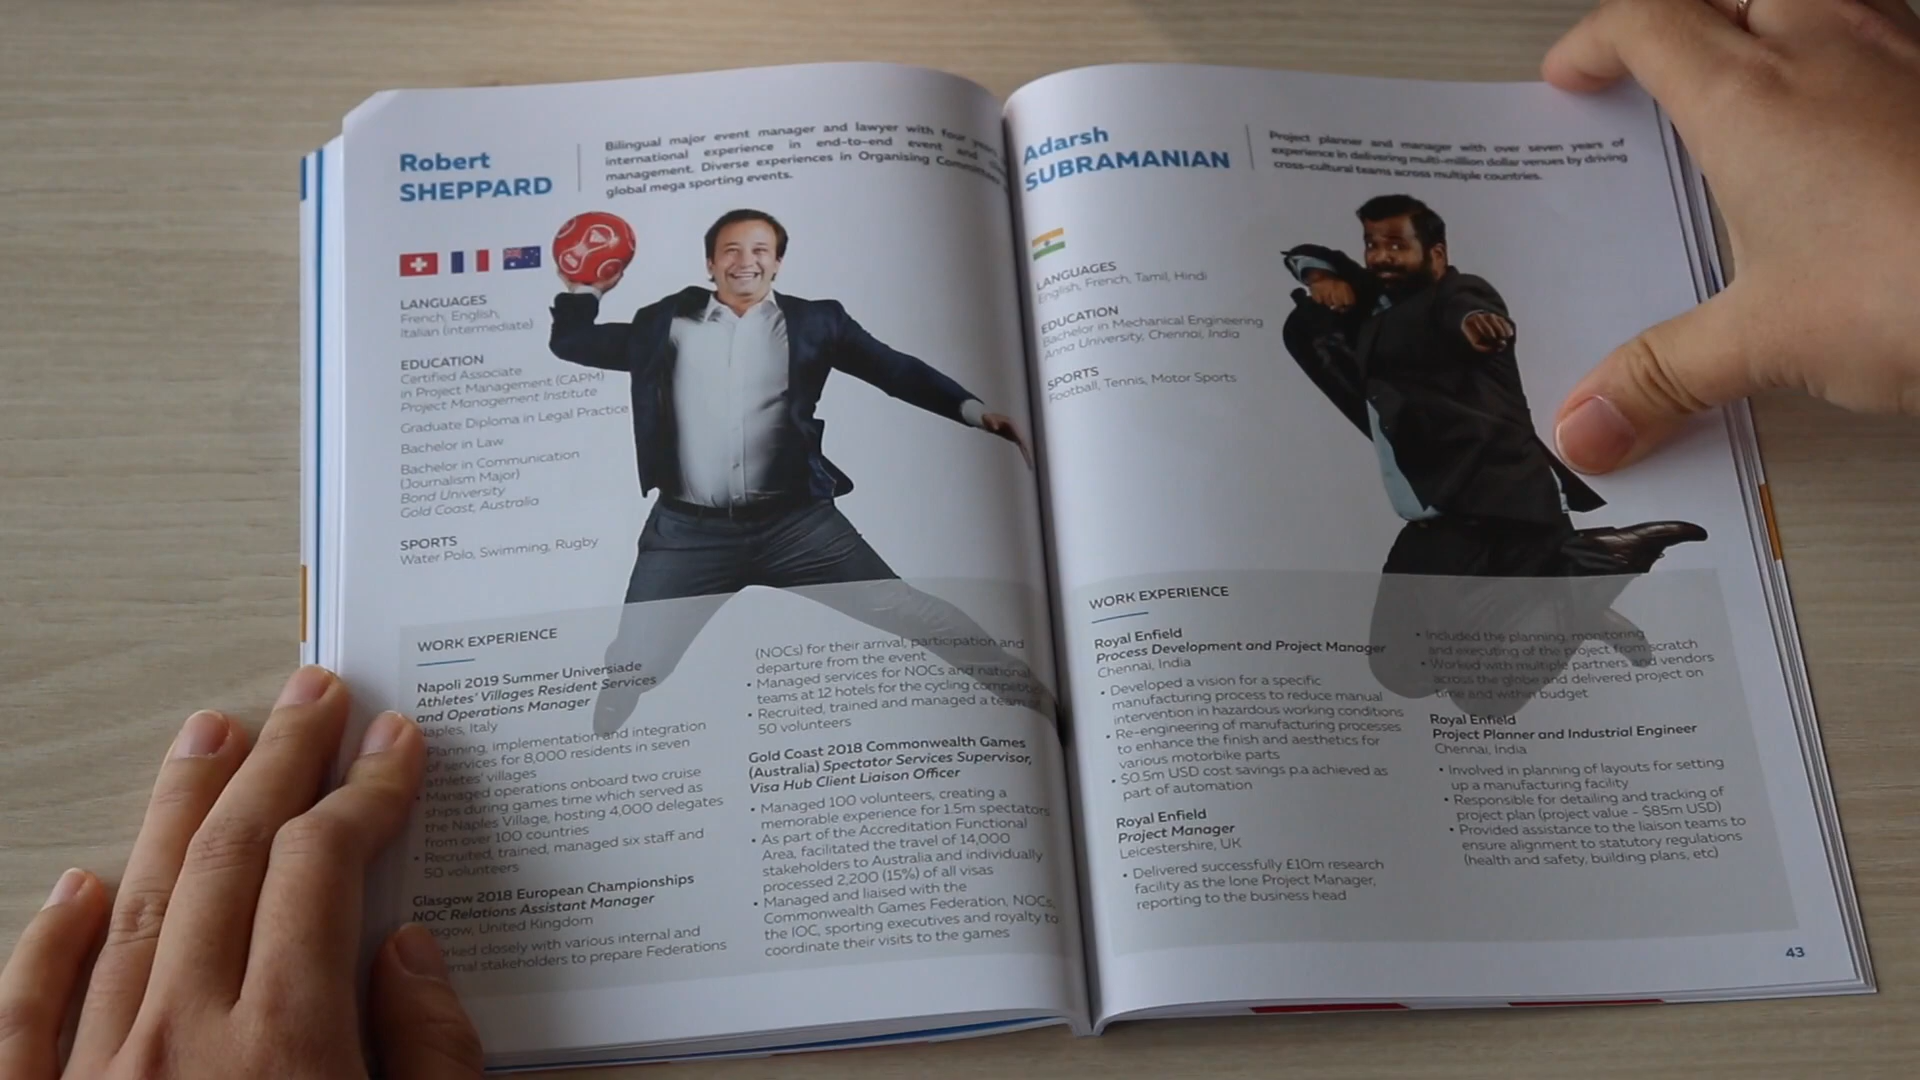 Robert
SHEPPARD
Bilingual major event manager and lawyer with four years
international experience in end-to-end event and
management. Diverse experiences in Organising Committees
global mega sporting events.
LANGUAGES
French, English,
Italian (intermediate)
EDUCATION
Certified Associate
in Project Management (CAPM)
Project Management Institute
Graduate Diploma in Legal Practice
Bachelor in Law
Bachelor in Communication
(Journalism Major)
Bond University
Gold Coast, Australia
SPORTS
Water Polo, Swimming, Rugby
WORK EXPERIENCE
Napoli 2019 Summer Universiade
Athletes' Villages Resident Services
and Operations Manager
Naples, Italy
Planning, implementation and integration
of services for 8,000 residents in seven
athletes' villages
• Managed operations onboard two cruise
ships during games time which served as
the Naples Village, hosting 4,000 delegates
from over 100 countries
• Recruited, trained, managed six staff and
50 volunteers
Glasgow 2018 European Championships
NOC Relations Assistant Manager
Glasgow, United Kingdom
closely with various internal and
stakeholders to prepare Federations
(NOCs) for their arrival, participation and
departure from the event
• Managed services for NOCs and national
teams at 12 hotels for the cycling competition
• Recruited, trained and managed a team of
50 volunteers
Gold Coast 2018 Commonwealth Games
(Australia) Spectator Services Supervisor,
Visa Hub Client Liaison Officer
• Managed 100 volunteers, creating a
memorable experience for 1.5m spectators
• As part of the Accreditation Functional
Area, facilitated the travel of 14,000
stakeholders to Australia and individually
processed 2,200 (15%) of all visas
• Managed and liaised with the
Commonwealth Games Federation, NOCs,
the IOC, sporting executives and royalty to
coordinate their visits to the games
Adarsh
SUBRAMANIAN
Project planner and manager with over seven years of
experience in delivering multi-million dollar venues by driving
cross-cultural teams across multiple countries.
LANGUAGES
English, French, Tamil, Hindi
EDUCATION
Bachelor in Mechanical Engineering
Anna University, Chennai, India
SPORTS
Football, Tennis, Motor Sports
WORK EXPERIENCE
Royal Enfield
Process Development and Project Manager
Chennai, India
• Developed a vision for a specific
manufacturing process to reduce manual
intervention in hazardous working conditions
• Re-engineering of manufacturing processes
to enhance the finish and aesthetics for
various motorbike parts
• $0.5m USD cost savings p.a achieved as
part of automation
Royal Enfield
Project Manager
Leicestershire, UK
• Delivered successfully £10m research
facility as the lone Project Manager,
reporting to the business head
• Included the planning, monitoring
and executing of the project from scratch
• Worked with multiple partners and vendors
across the globe and delivered project on
time and within budget
Royal Enfield
Project Planner and Industrial Engineer
Chennai, India
• Involved in planning of layouts for setting
up a manufacturing facility
• Responsible for detailing and tracking of
project plan (project value - $85m USD)
• Provided assistance to the liaison teams to
ensure alignment to statutory regulations
(health and safety, building plans, etc)
43